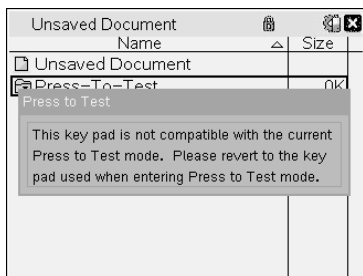 Unsaved Document
Name Size
Unsaved Document
Press-To-Test 0K
Press to Test
This key pad is not compatible with the current
Press to Test mode. Please revert to the key
pad used when entering Press to Test mode.